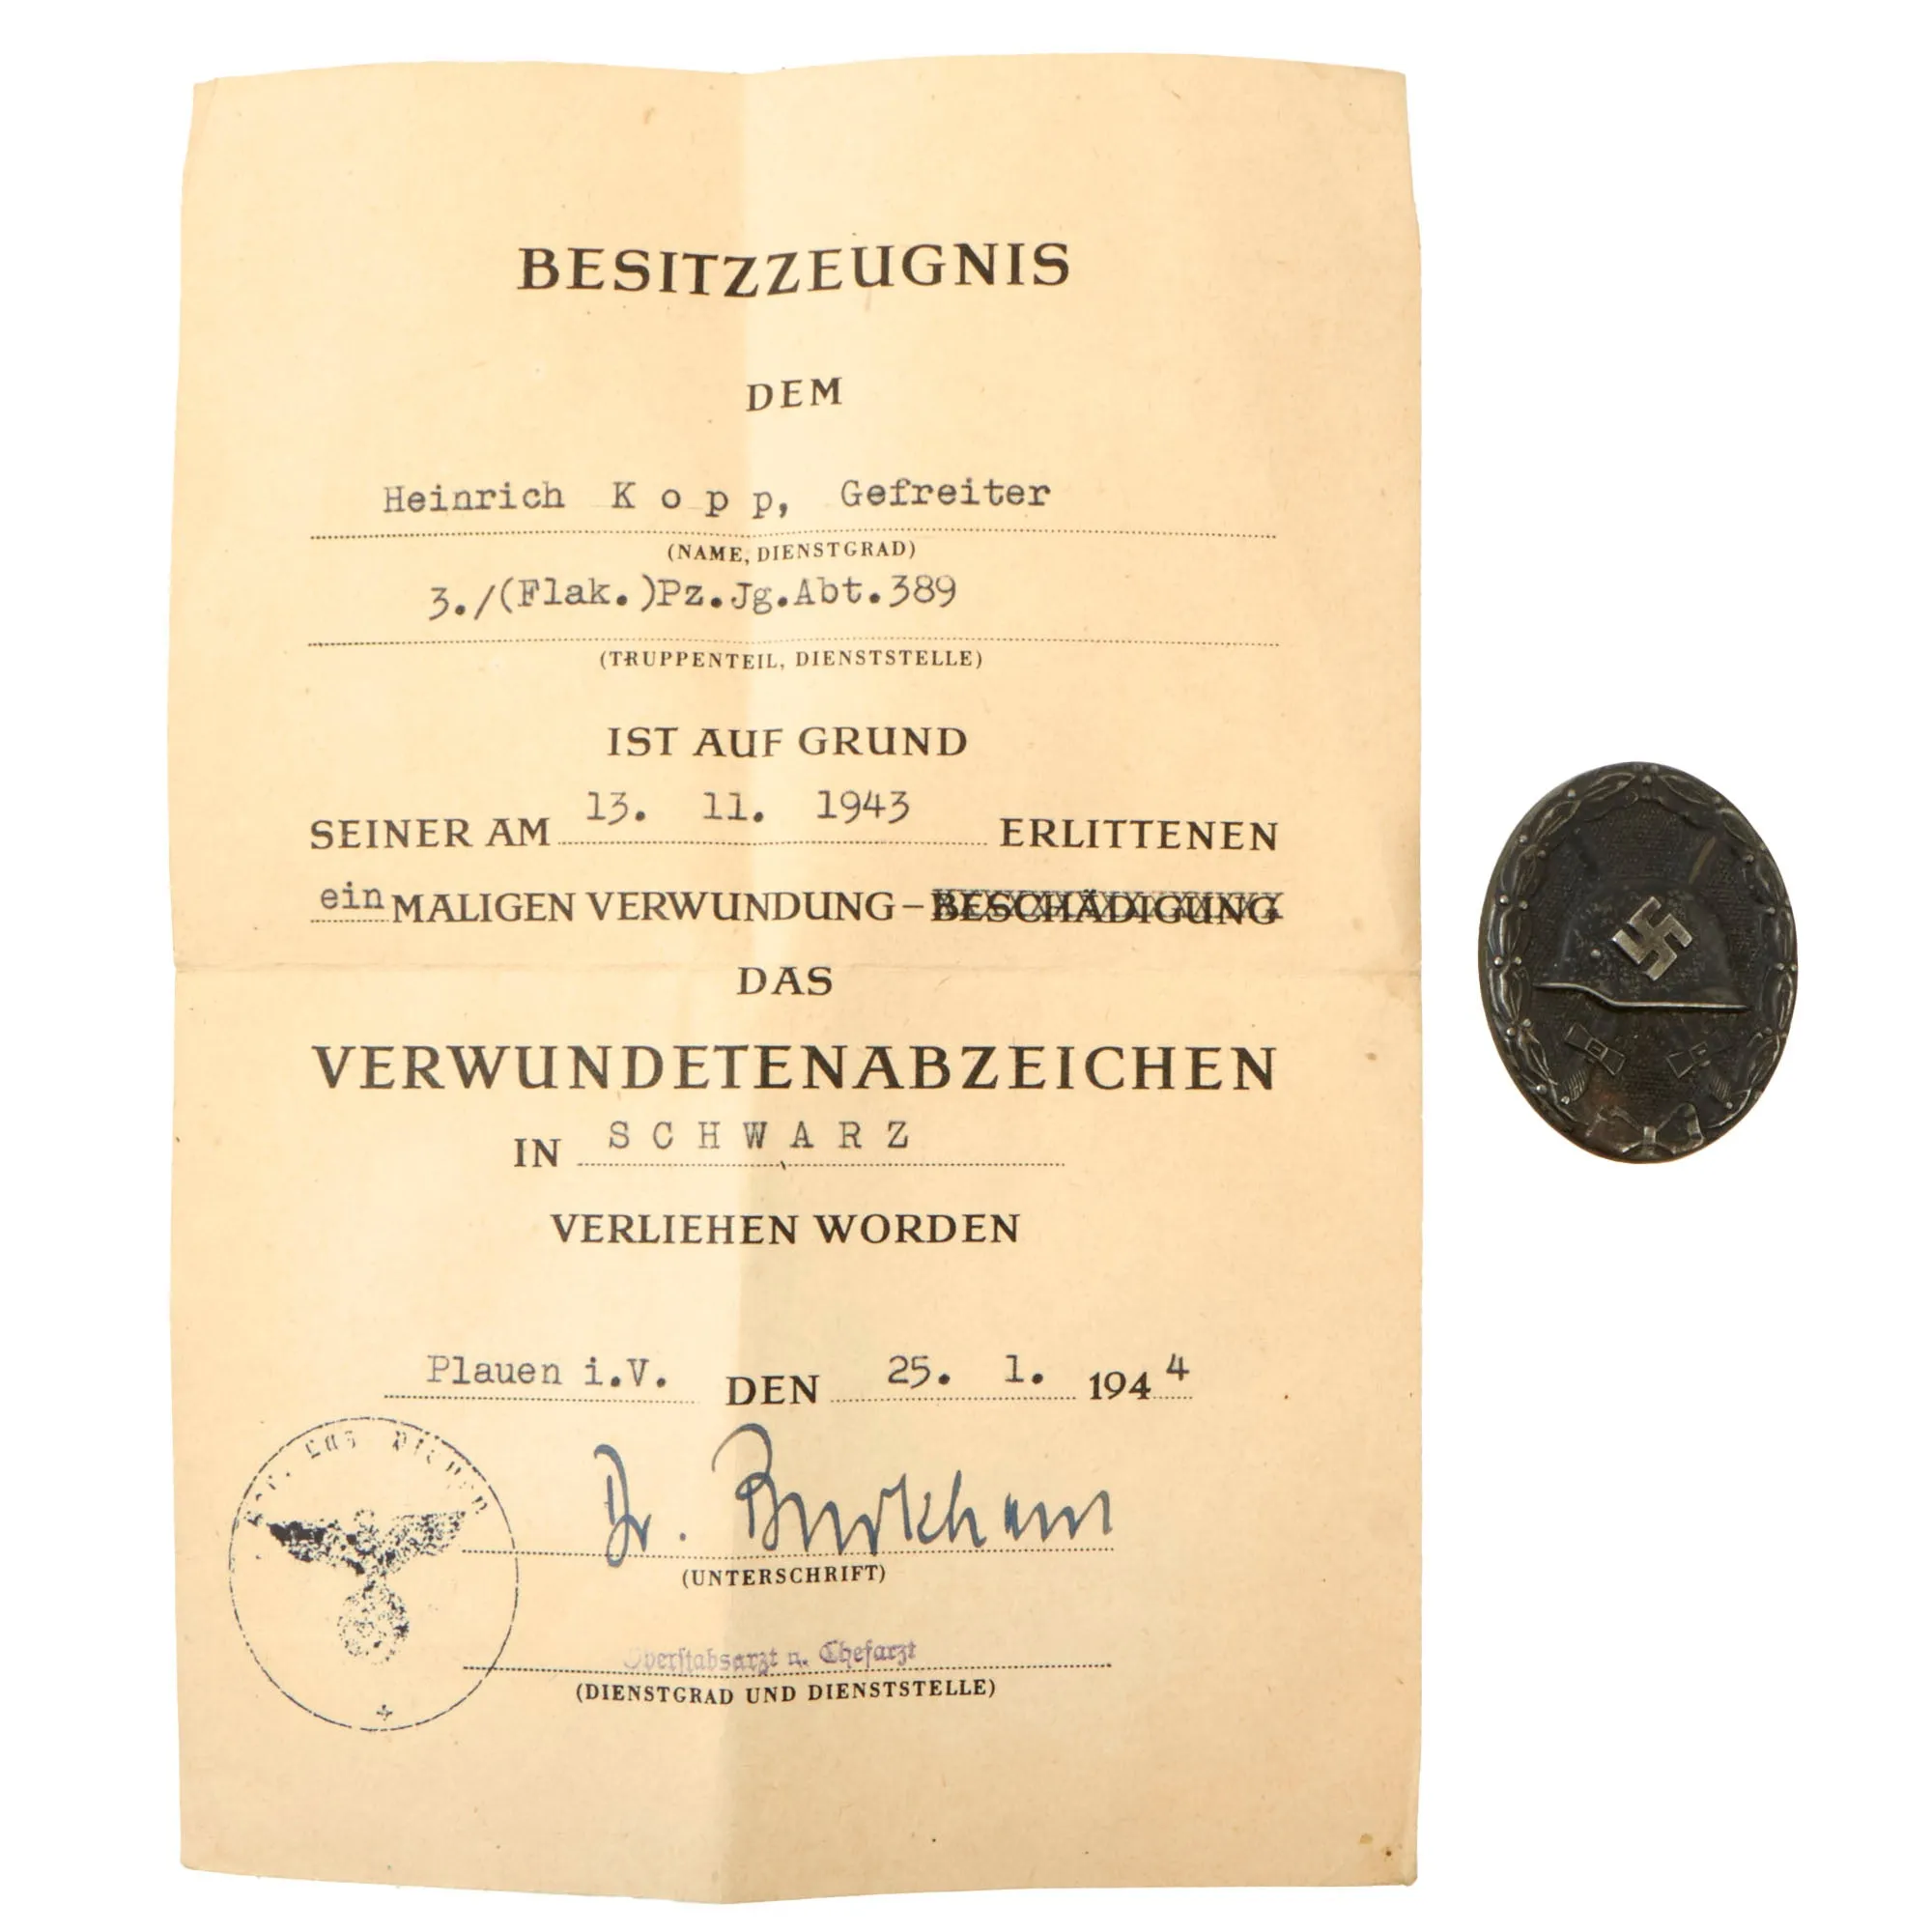 BESITZZEUGNIS
DEM
Heinrich K o p p, Gefreiter
(NAME, DIENSTGRAD)
3./(Flak.)Pz.Jg.Abt.389
(TRUPPENTEIL, DIENSTSTELLE)
IST AUF GRUND
SEINER AM 13. 11. 1943 ERLITTENEN
ein MALIGEN VERWUNDUNG – BESCHÄDIGUNG
DAS
VERWUNDETENABZEICHEN
IN S C H W A R Z
VERLIEHEN WORDEN
Plauen i.V. DEN 25. 1. 1944
Dr.
(UNTERSCHRIFT)
Oberstabsarzt u. Chefarzt
(DIENSTGRAD UND DIENSTSTELLE)